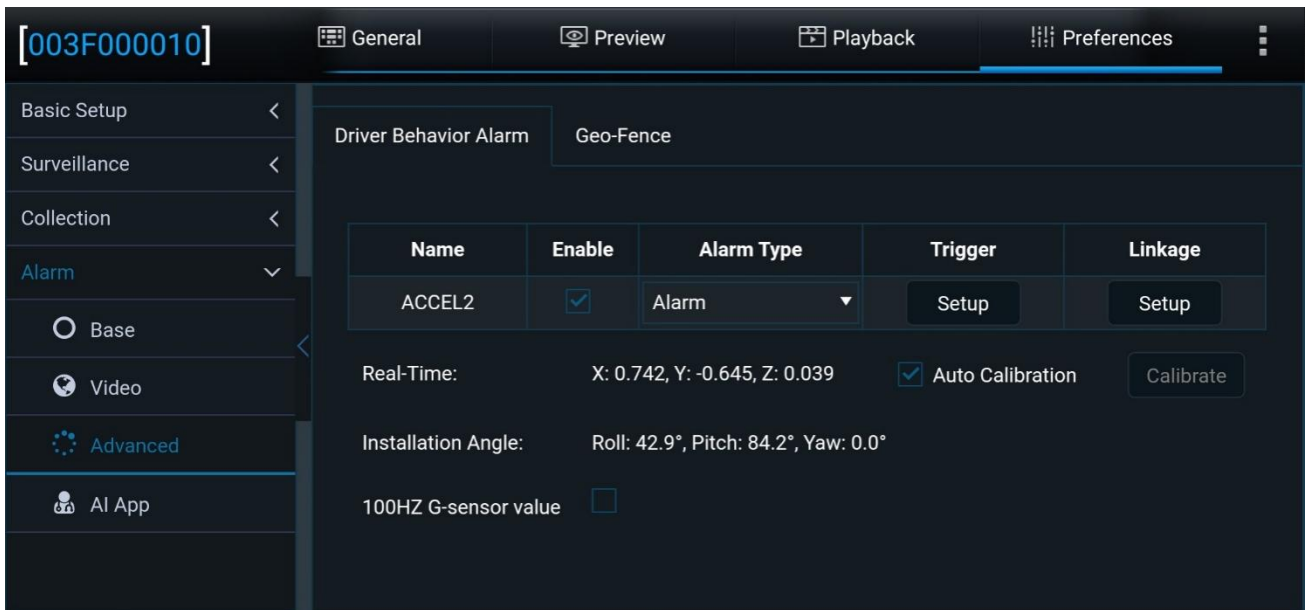 [003F000010]
General
Preview
Playback
Preferences
Basic Setup
Surveillance
Collection
Alarm
Base
Video
Advanced
AI App
Driver Behavior Alarm
Geo-Fence
Name Enable Alarm Type Trigger Linkage
ACCEL2 Alarm Setup Setup
Real-Time: X: 0.742, Y: -0.645, Z: 0.039 Auto Calibration Calibrate
Installation Angle: Roll: 42.9°, Pitch: 84.2°, Yaw: 0.0°
100HZ G-sensor value